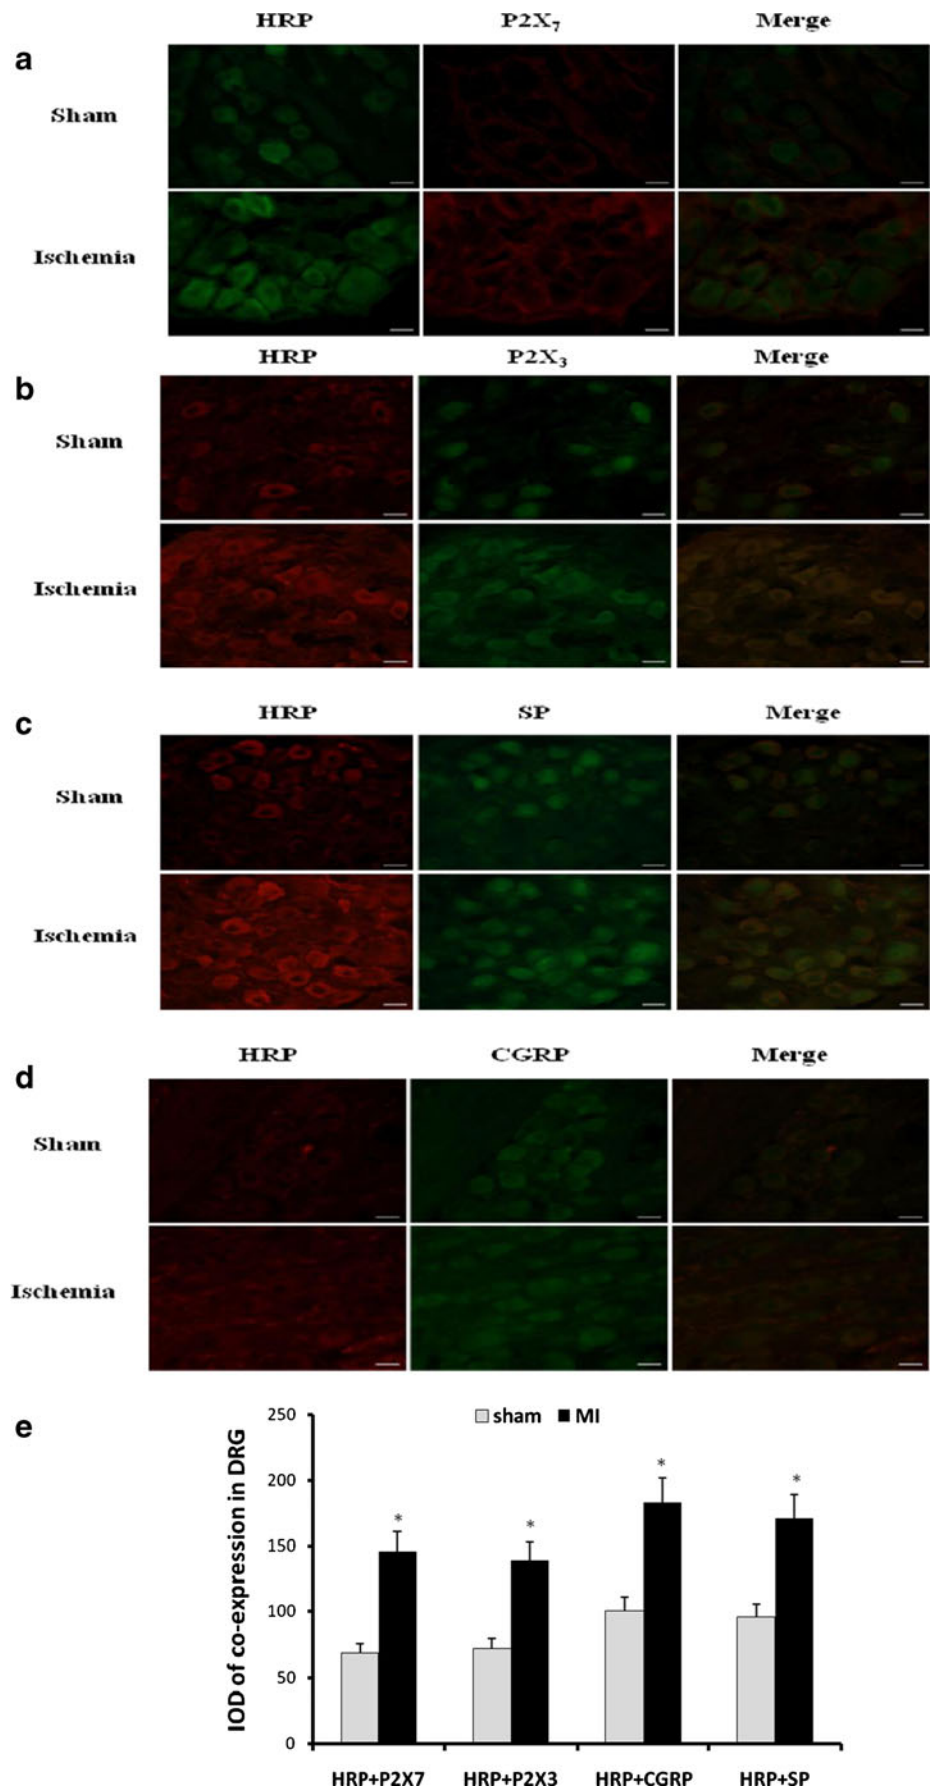 HRP P2X7 Merge
a
Sham
Ischemia
HRP P2X3 Merge
b
Sham
Ischemia
HRP SP Merge
c
Sham
Ischemia
HRP CGRP Merge
d
Sham
Ischemia
e
IOD of co-expression in DRG
sham MI
250
200
150
100
50
0
* * * *
HRP+P2X7 HRP+P2X3 HRP+CGRP HRP+SP